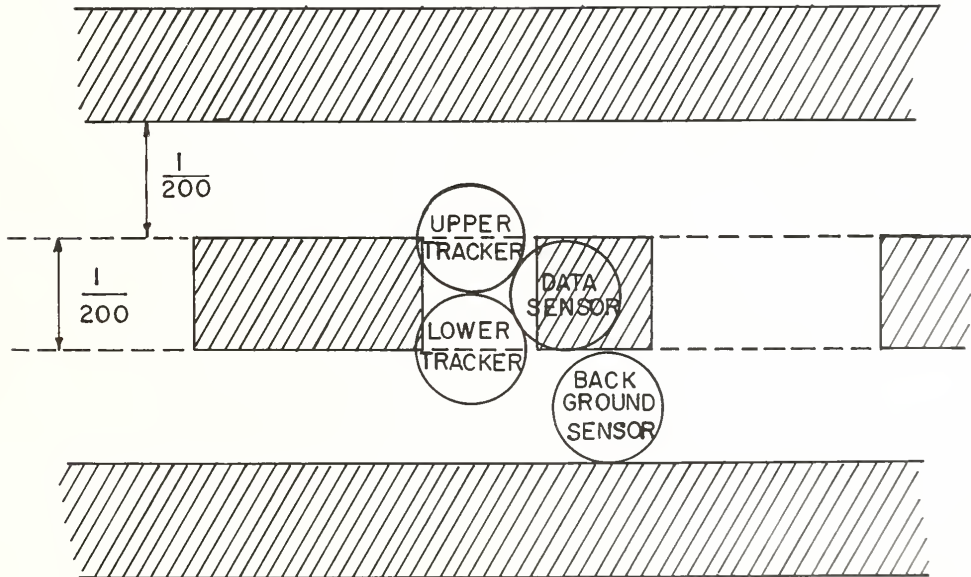 1
200
1
200
UPPER
TRACKER
DATA
SENSOR
LOWER
TRACKER
BACK
GROUND
SENSOR